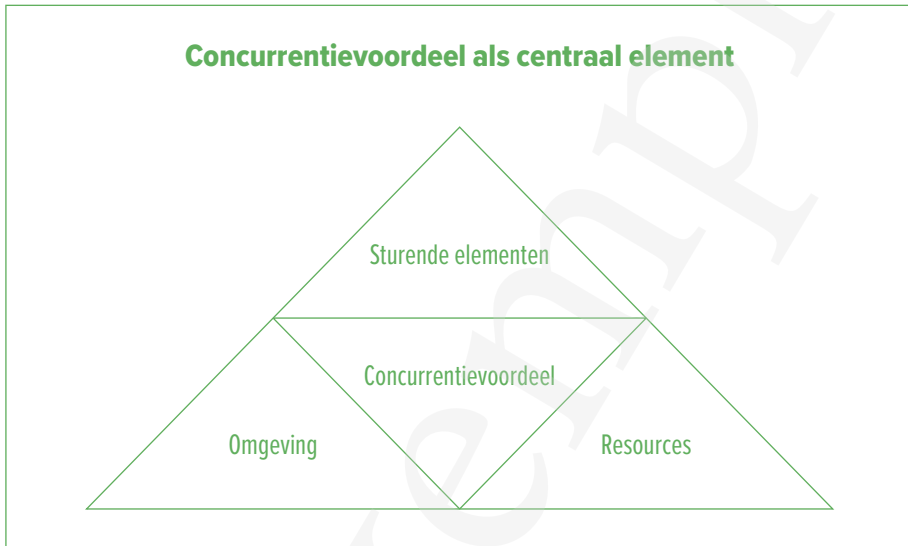 Concurrentievoordeel als centraal element
Sturende elementen
Concurrentievoordeel
Omgeving
Resources